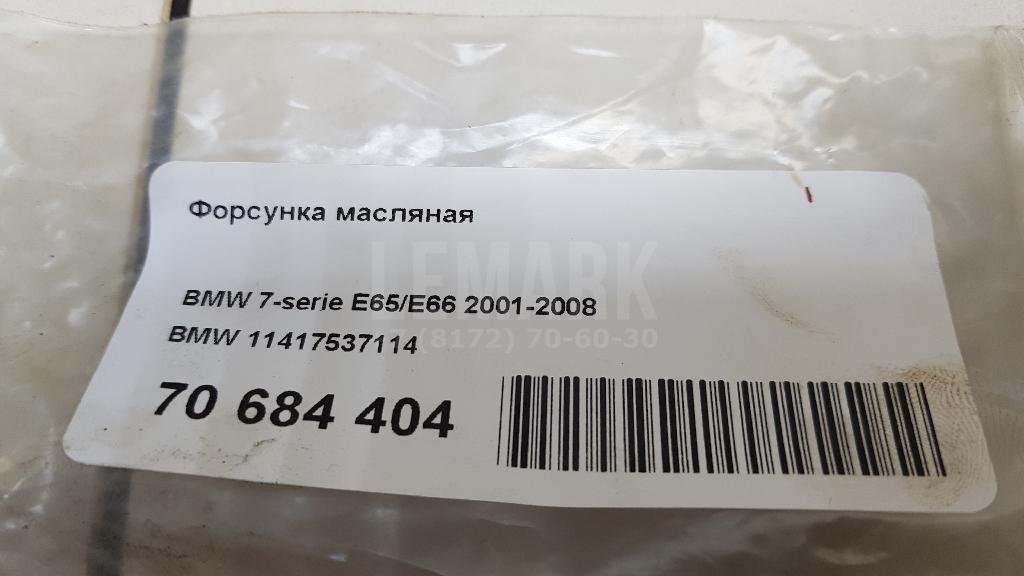 Форсунка масляная
LEMARK
BMW 7-serie E65/E66 2001-2008
(8172) 70-60-30
BMW 11417537114
70 684 404